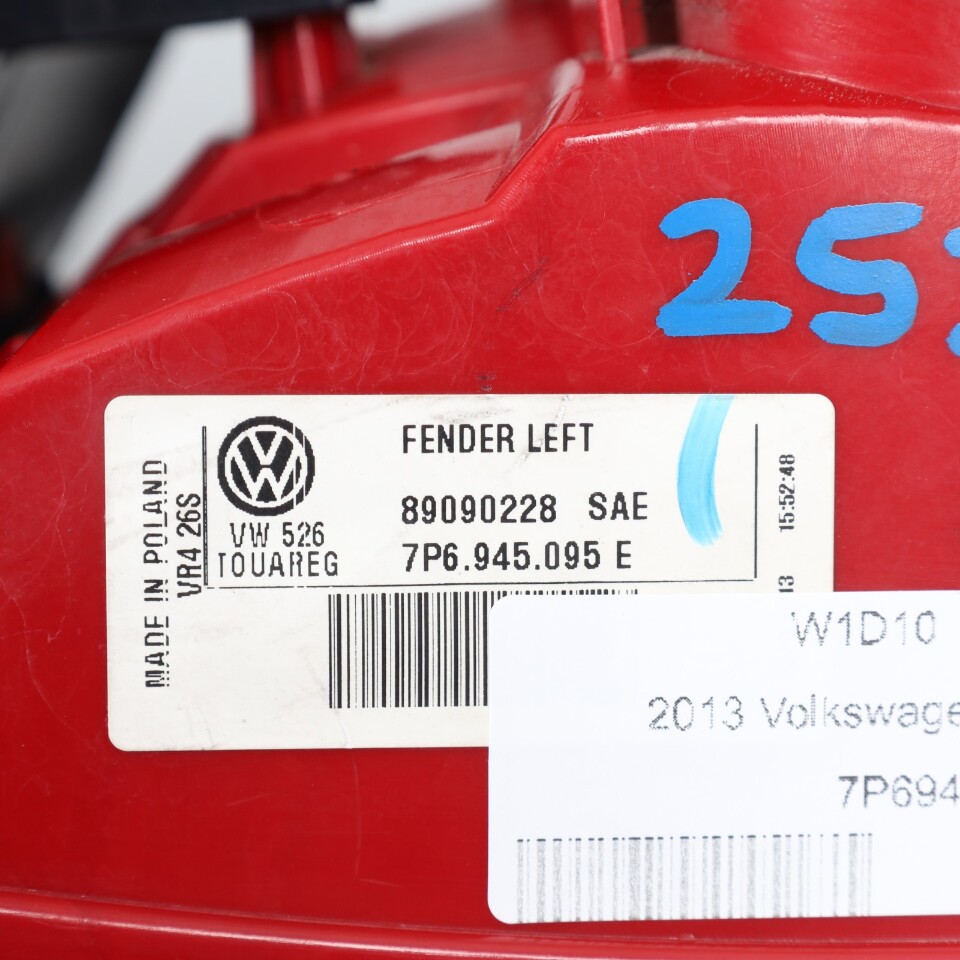 25
FENDER LEFT
89090228 SAE
7P6.945.095 E
VW 526
TOUAREG
MADE IN POLAND
VR4 26S
15:52:48
13
W1D10
2013 Volkswage
7P694